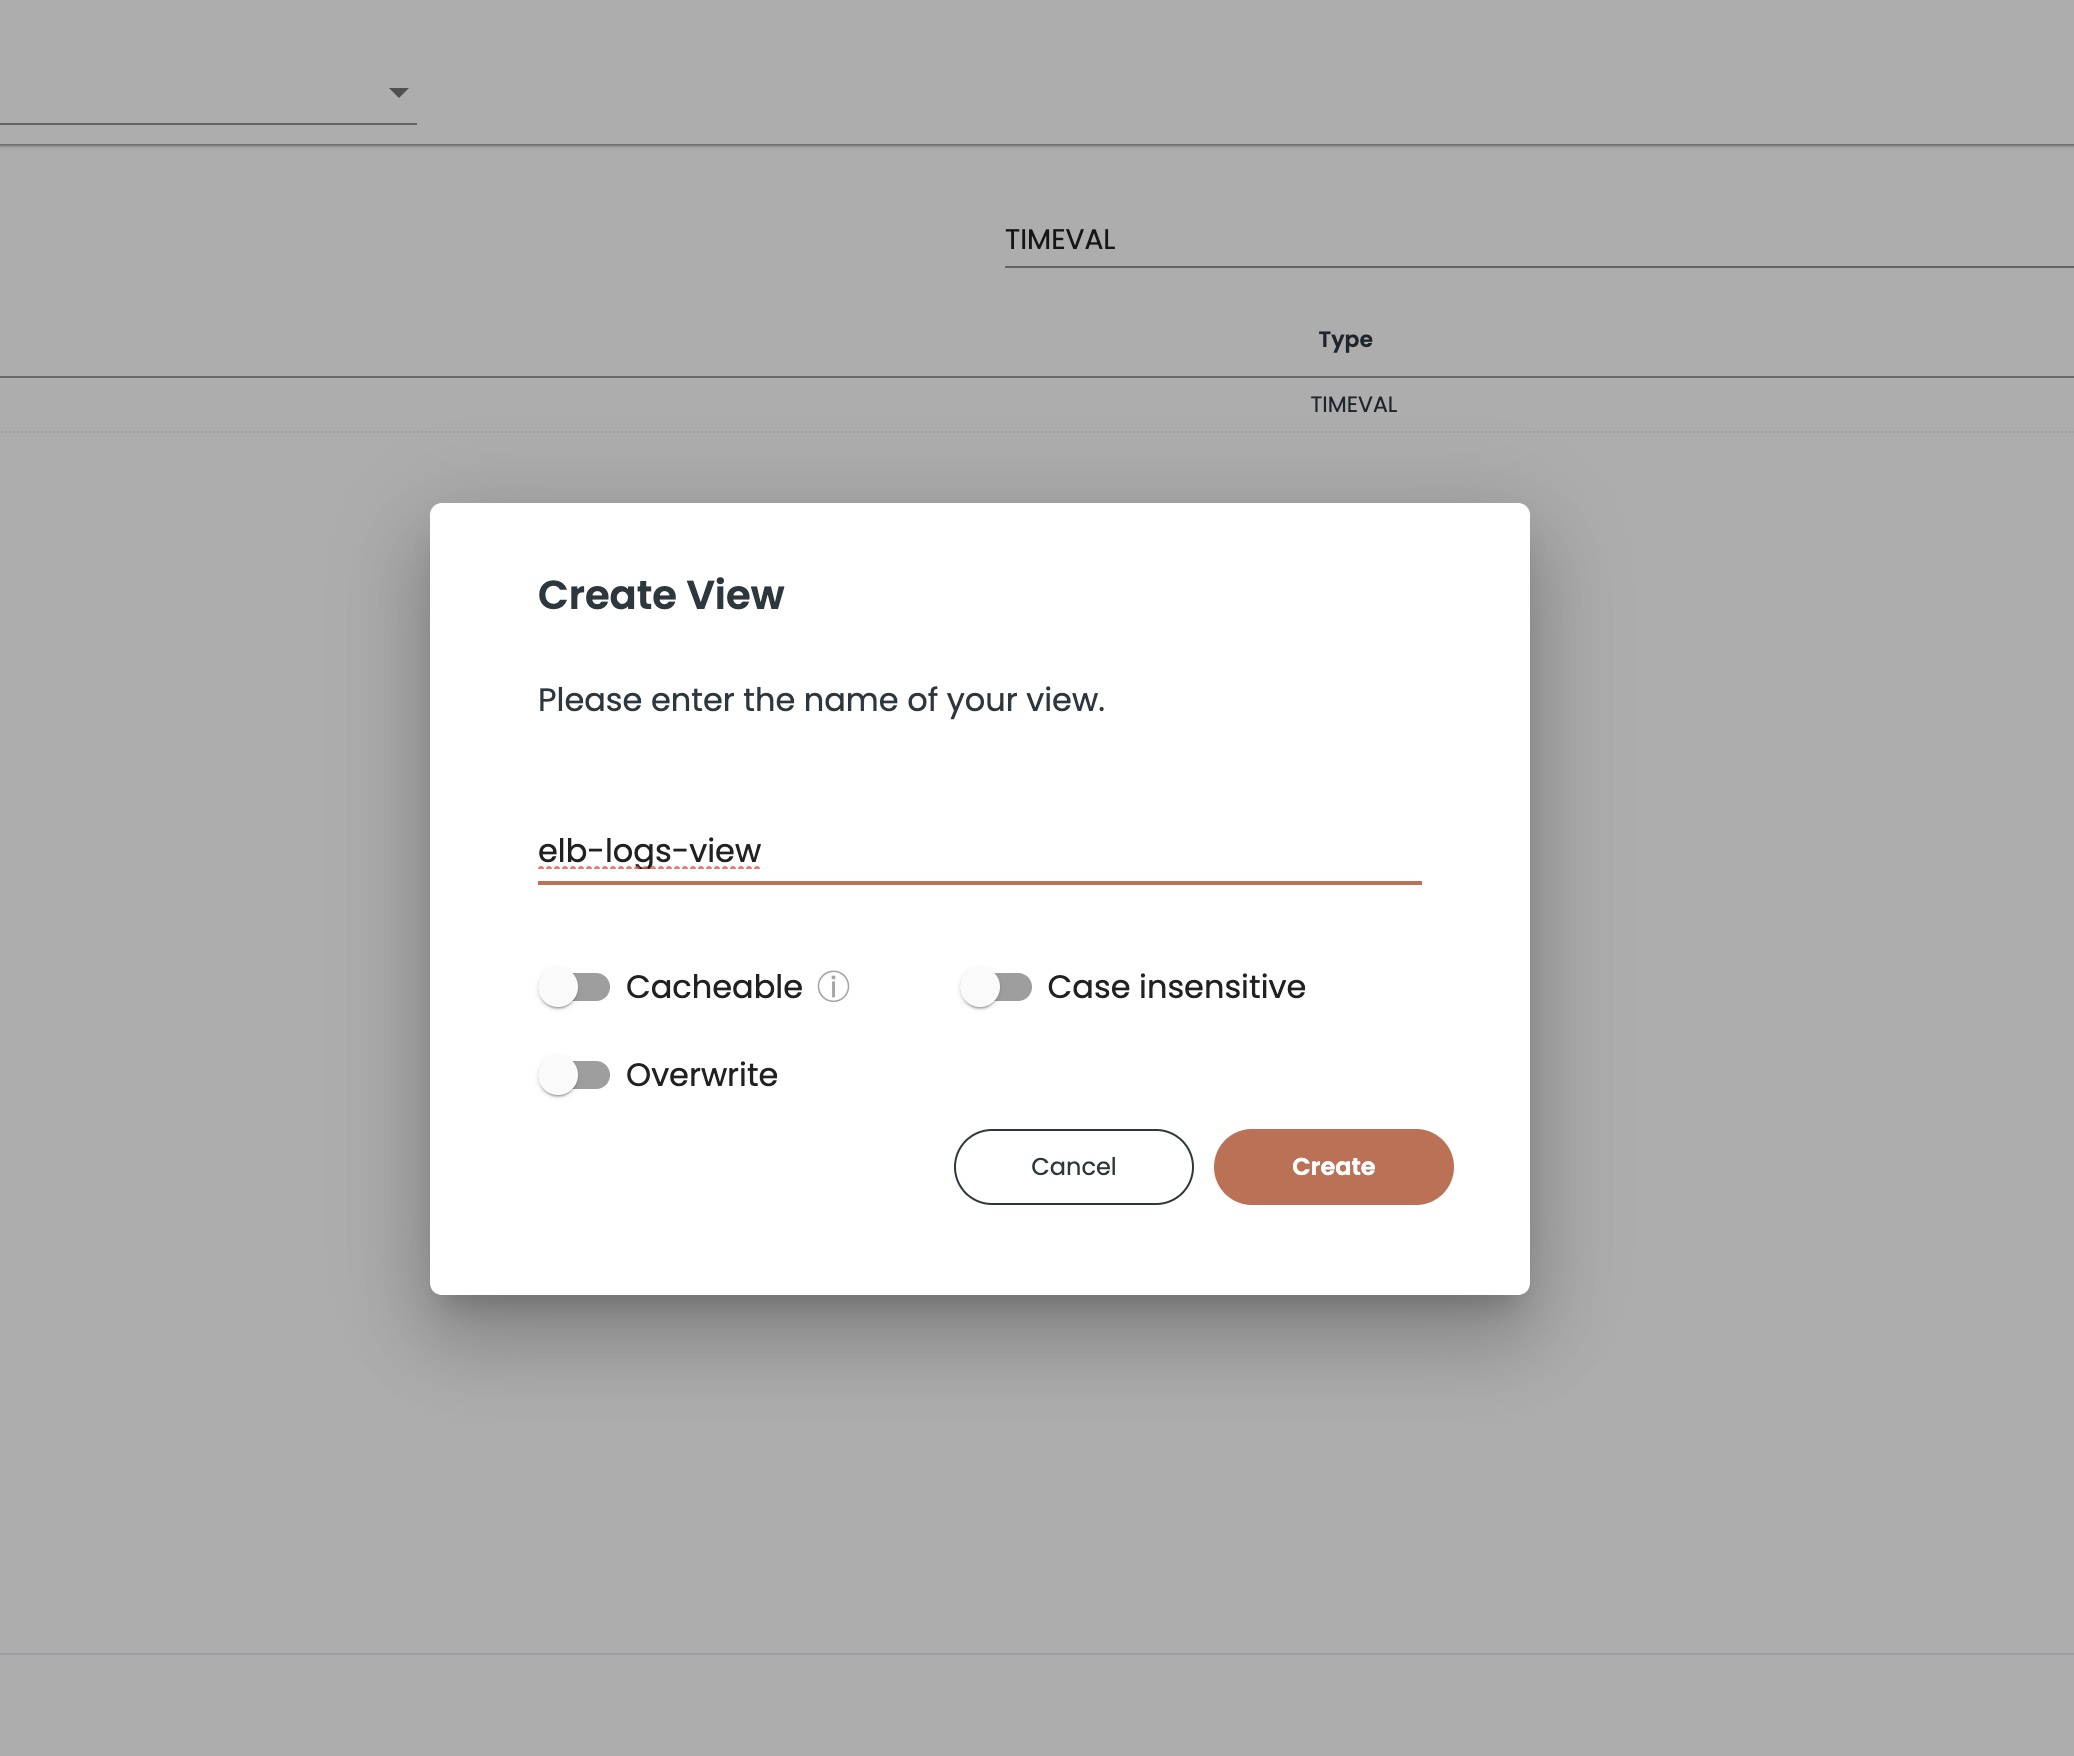 TIMEVAL
Type
TIMEVAL
Create View
Please enter the name of your view.
elb-logs-view
Cacheable
Case insensitive
Overwrite
Cancel
Create